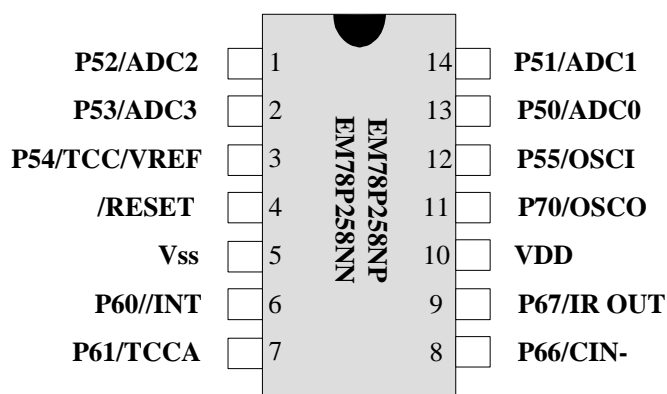 P52/ADC2 1 14 P51/ADC1
P53/ADC3 2 13 P50/ADC0
P54/TCC/VREF 3 12 P55/OSCI
/RESET 4 11 P70/OSCO
Vss 5 10 VDD
P60//INT 6 9 P67/IR OUT
P61/TCCA 7 8 P66/CIN-
EM78P258NP
EM78P258NN